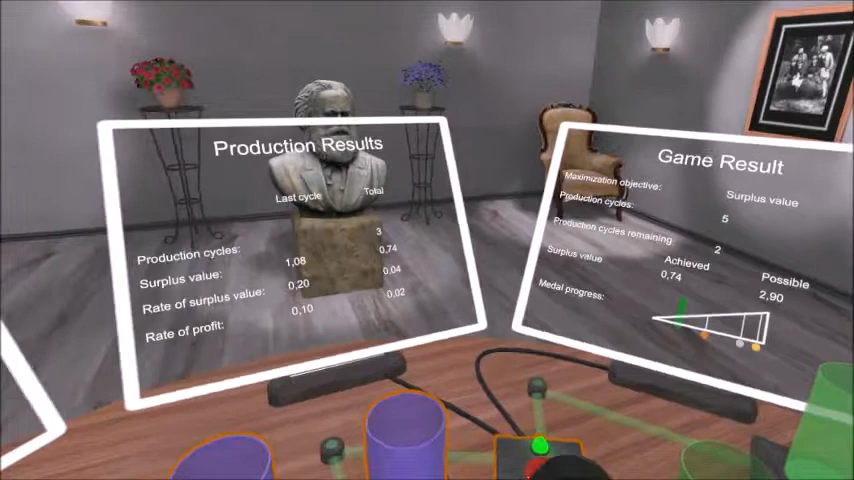 Production Results
Last cycle Total
Production cycles: 3
Surplus value: 1,08 0,74
Rate of surplus value: 0,20 0,04
Rate of profit: 0,10 0,02
Game Result
Maximization objective: Surplus value
Production cycles: 5
Production cycles remaining 2
Achieved Possible
Surplus value 0,74 2,90
Medal progress: